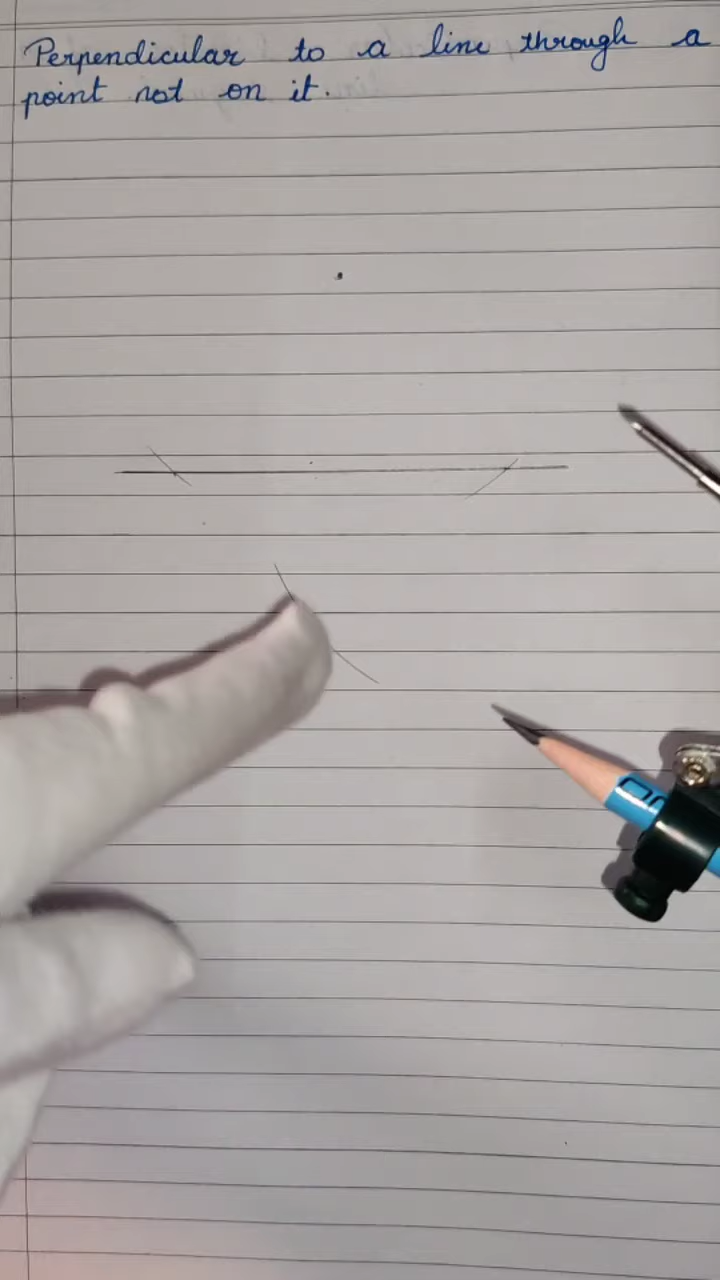 Perpendicular to a line through a
point not on it.